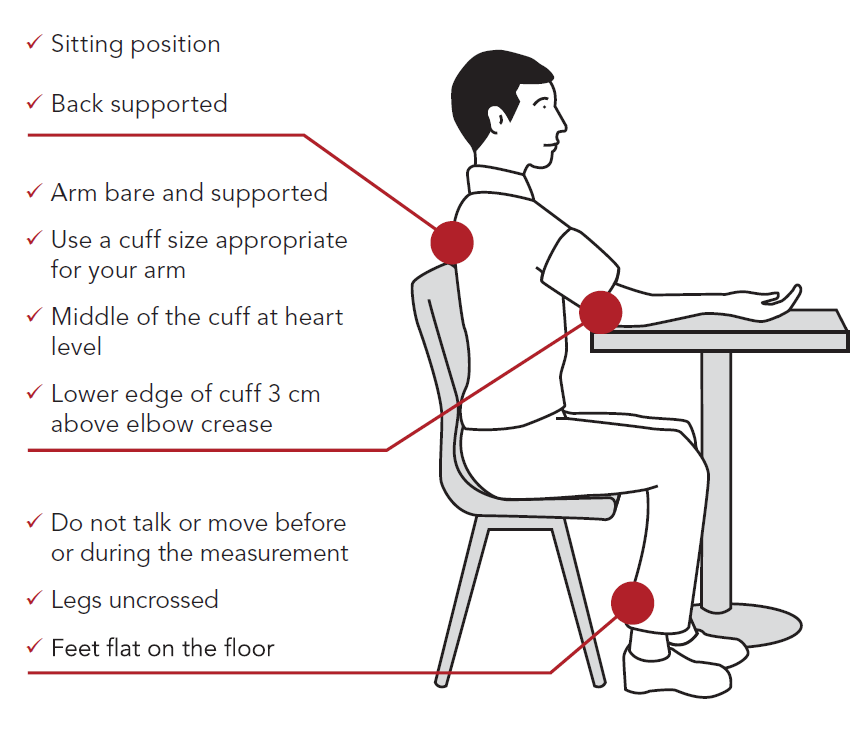 ✓ Sitting position
✓ Back supported
✓ Arm bare and supported
✓ Use a cuff size appropriate
for your arm
✓ Middle of the cuff at heart
level
✓ Lower edge of cuff 3 cm
above elbow crease
✓ Do not talk or move before
or during the measurement
✓ Legs uncrossed
✓ Feet flat on the floor